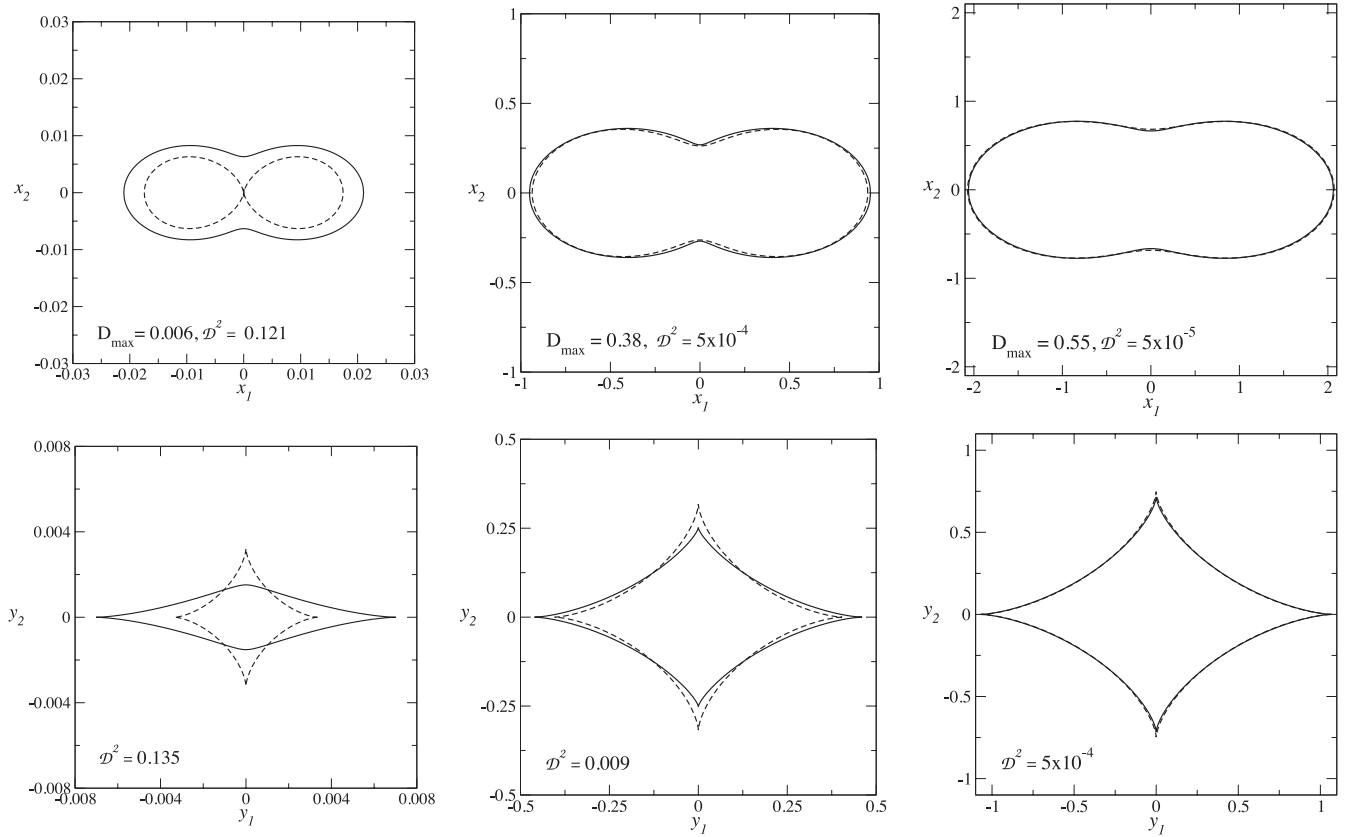 0.03
0.02
0.01
x₂ 0
-0.01
-0.02
-0.03
D_max = 0.006, 𝒟² = 0.121
-0.03 -0.02 -0.01 0 0.01 0.02 0.03
x₁
1
0.5
x₂ 0
-0.5
-1
D_max = 0.38, 𝒟² = 5x10⁻⁴
-1 -0.5 0 0.5 1
x₁
2
1
x₂ 0
-1
-2
D_max = 0.55, 𝒟² = 5x10⁻⁵
-2 -1 0 1 2
x₁
0.008
0.004
y₂ 0
-0.004
-0.008
𝒟² = 0.135
-0.008 -0.004 0 0.004 0.008
y₁
0.5
0.25
y₂ 0
-0.25
-0.5
𝒟² = 0.009
-0.5 -0.25 0 0.25 0.5
y₁
1
0.5
y₂ 0
-0.5
-1
𝒟² = 5x10⁻⁴
-1 -0.5 0 0.5 1
y₁